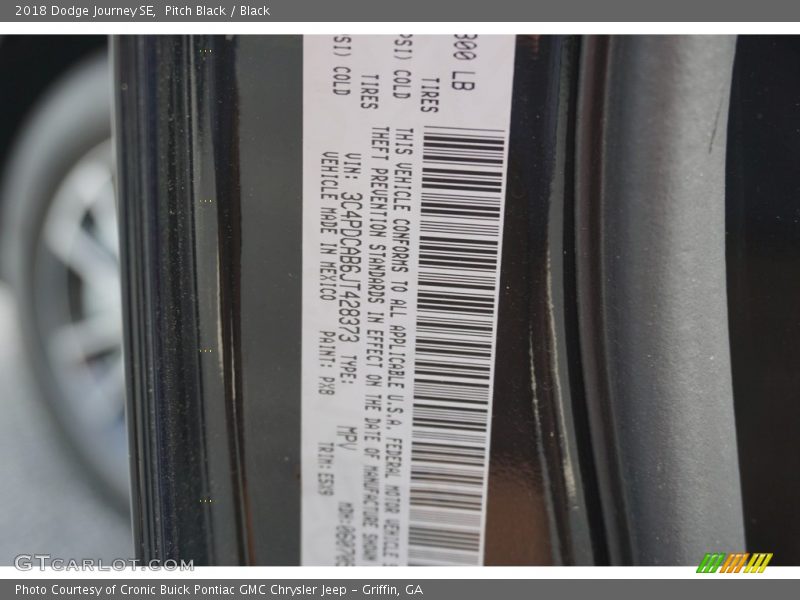 2018 Dodge Journey SE, Pitch Black / Black
300 LB
TIRES
PSI) COLD
TIRES
SI) COLD
THIS VEHICLE CONFORMS TO ALL APPLICABLE U.S.A. FEDERAL MOTOR VEHICLE S
THEFT PREVENTION STANDARDS IN EFFECT ON THE DATE OF MANUFACTURE SHOWN
VIN: 3C4PDCAB6JT428373 TYPE: MPV
VEHICLE MADE IN MEXICO PAINT: PX8 TRIM: E5X9
GTCARLOT.COM
Photo Courtesy of Cronic Buick Pontiac GMC Chrysler Jeep - Griffin, GA